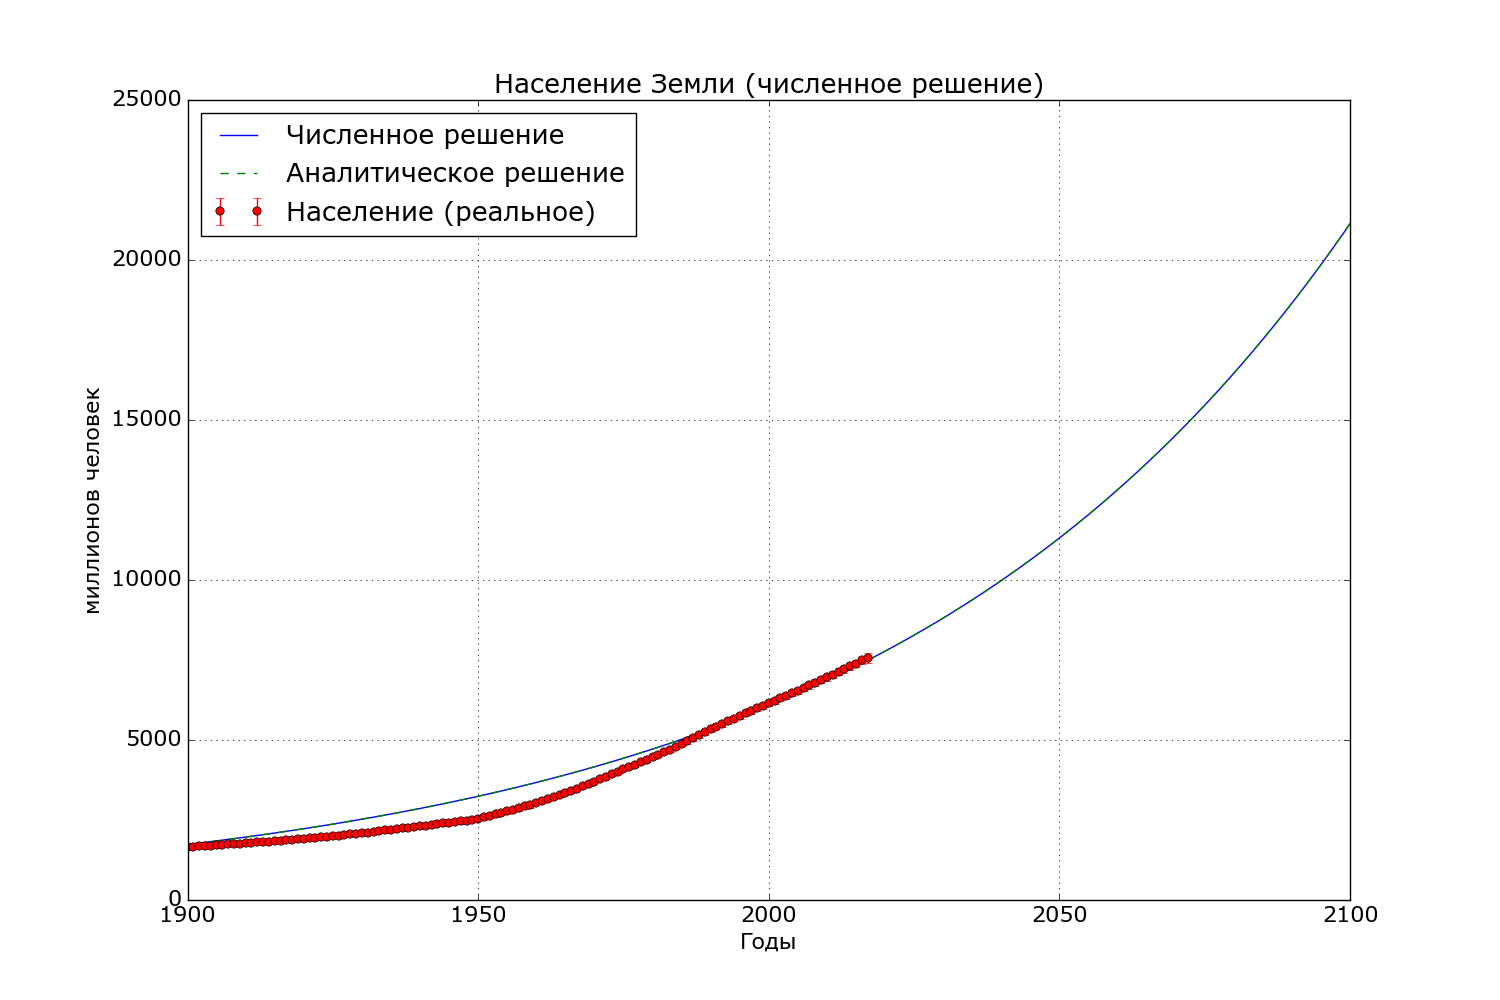 Население Земли (численное решение)
25000
Численное решение
Аналитическое решение
Население (реальное)
20000
15000
10000
5000
0
миллионов человек
1900 1950 2000 2050 2100
Годы